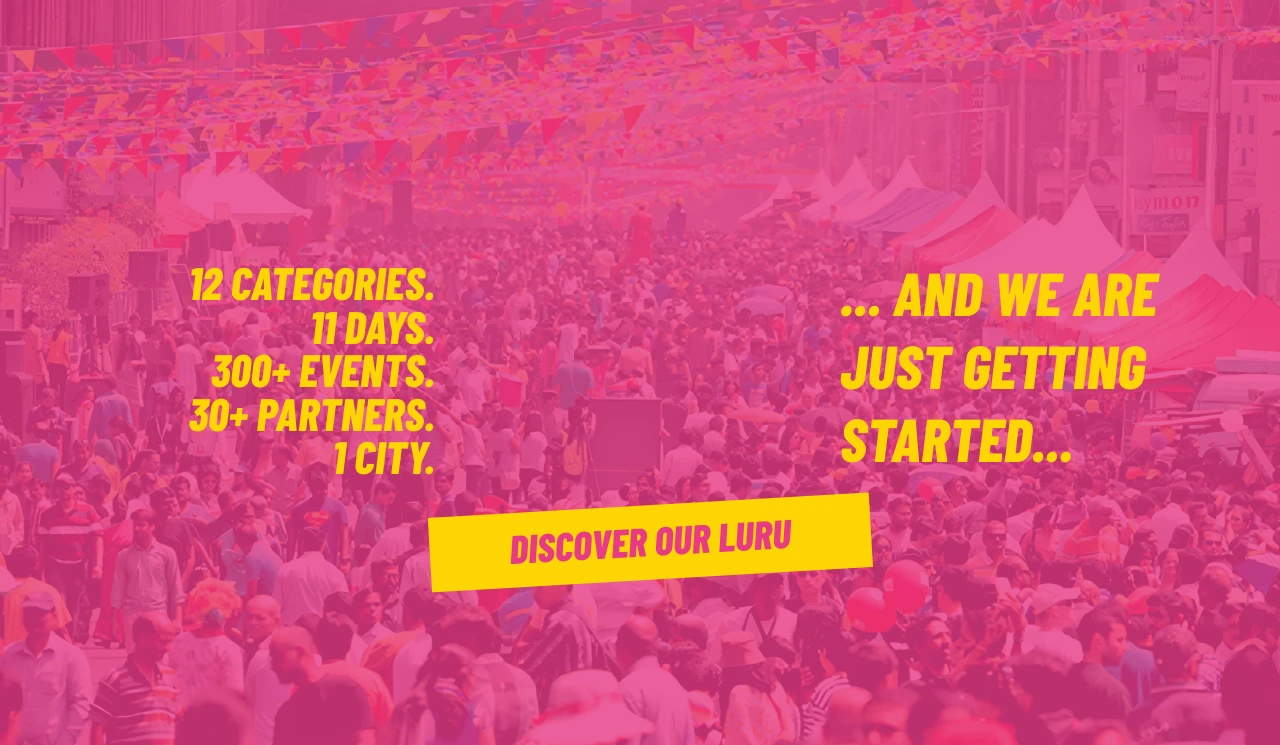 12 CATEGORIES.
11 DAYS.
300+ EVENTS.
30+ PARTNERS.
1 CITY.
... AND WE ARE
JUST GETTING
STARTED...
DISCOVER OUR LURU